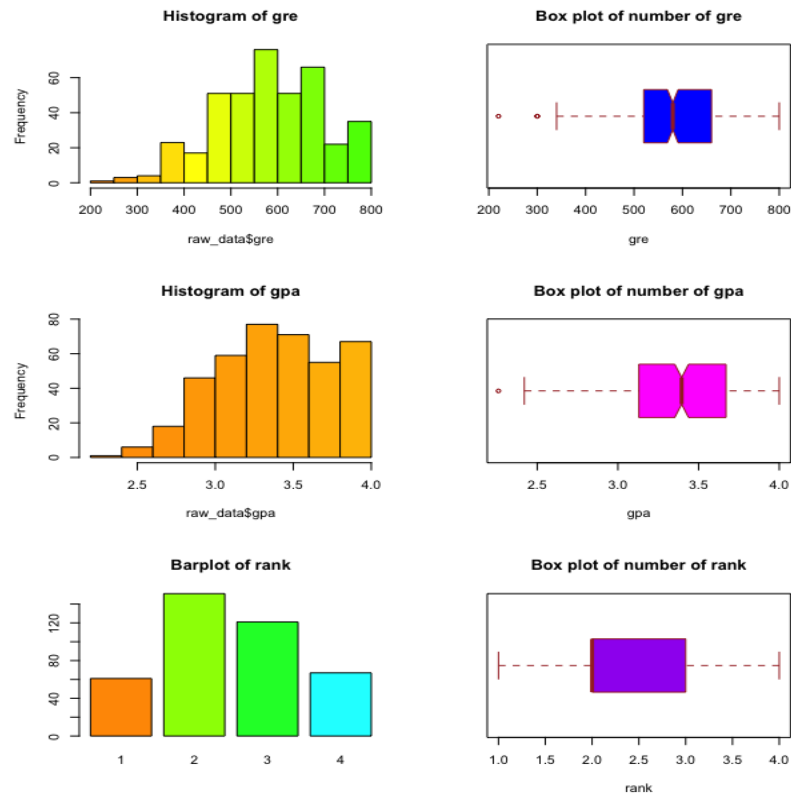 Histogram of gre
Frequency
0 20 40 60
200 300 400 500 600 700 800
raw_data$gre
Box plot of number of gre
200 300 400 500 600 700 800
gre
Histogram of gpa
Frequency
0 20 40 60 80
2.5 3.0 3.5 4.0
raw_data$gpa
Box plot of number of gpa
2.5 3.0 3.5 4.0
gpa
Barplot of rank
0 40 80 120
1 2 3 4
Box plot of number of rank
1.0 1.5 2.0 2.5 3.0 3.5 4.0
rank